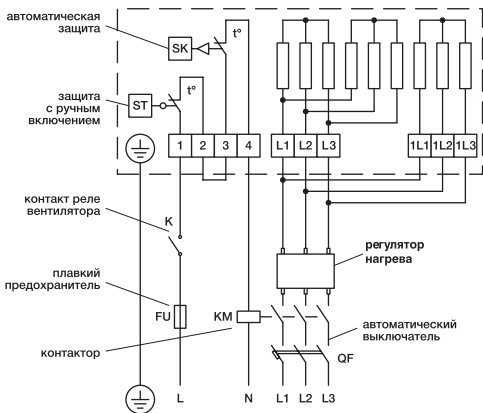 автоматическая
защита
SK
t°
защита
с ручным
включением
ST
t°
1 2 3 4 L1 L2 L3 1L1 1L2 1L3
контакт реле
вентилятора
K
регулятор
нагрева
плавкий
предохранитель
FU
KM
автоматический
выключатель
контактор
QF
L N L1 L2 L3